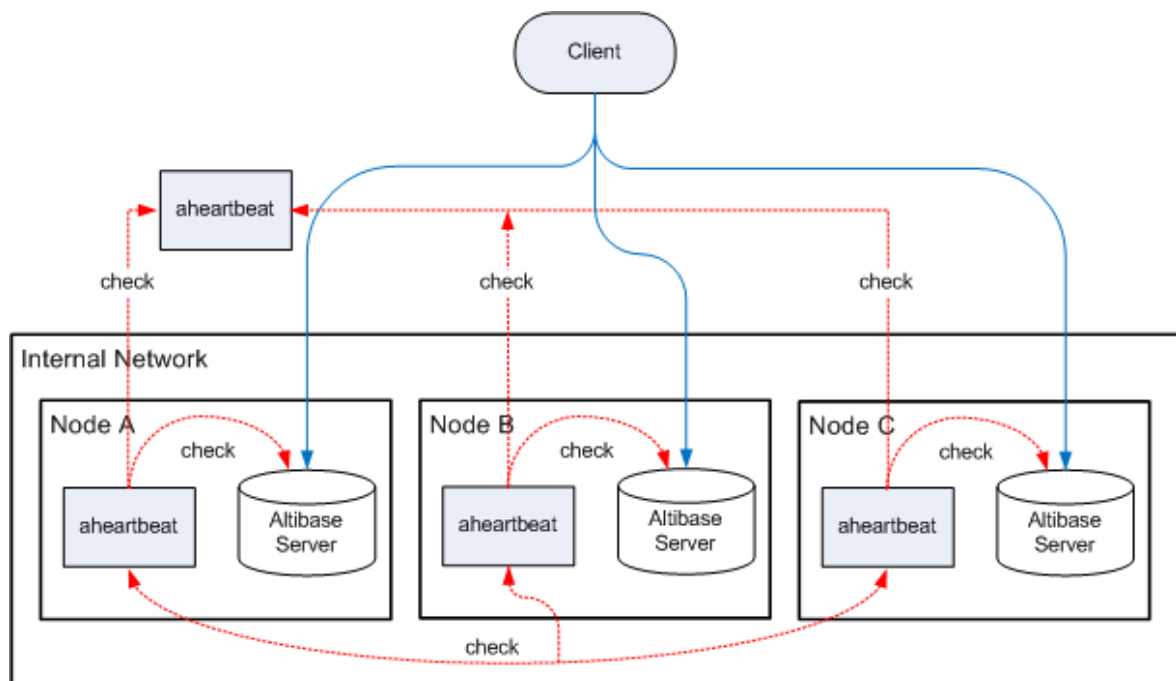 Client
aheartbeat
check
check
check
Internal Network
Node A
check
aheartbeat
Altibase
Server
Node B
check
aheartbeat
Altibase
Server
Node C
check
aheartbeat
Altibase
Server
check